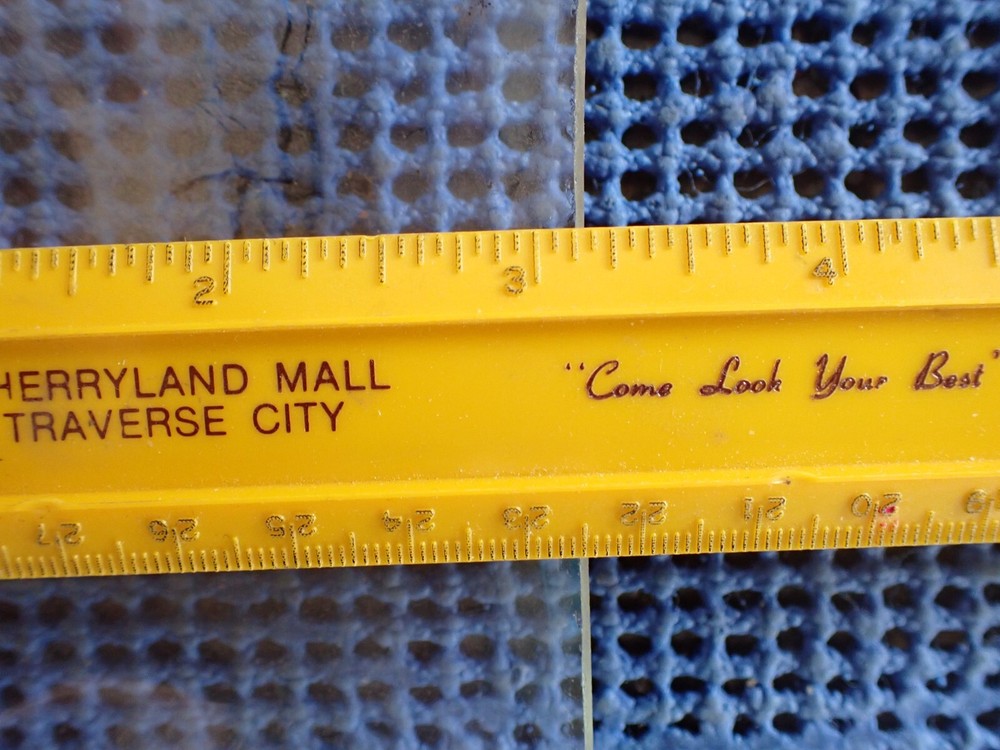 2 3 4
HERRYLAND MALL
TRAVERSE CITY
“Come Look Your Best”
27 26 25 24 23 22 21 20 19